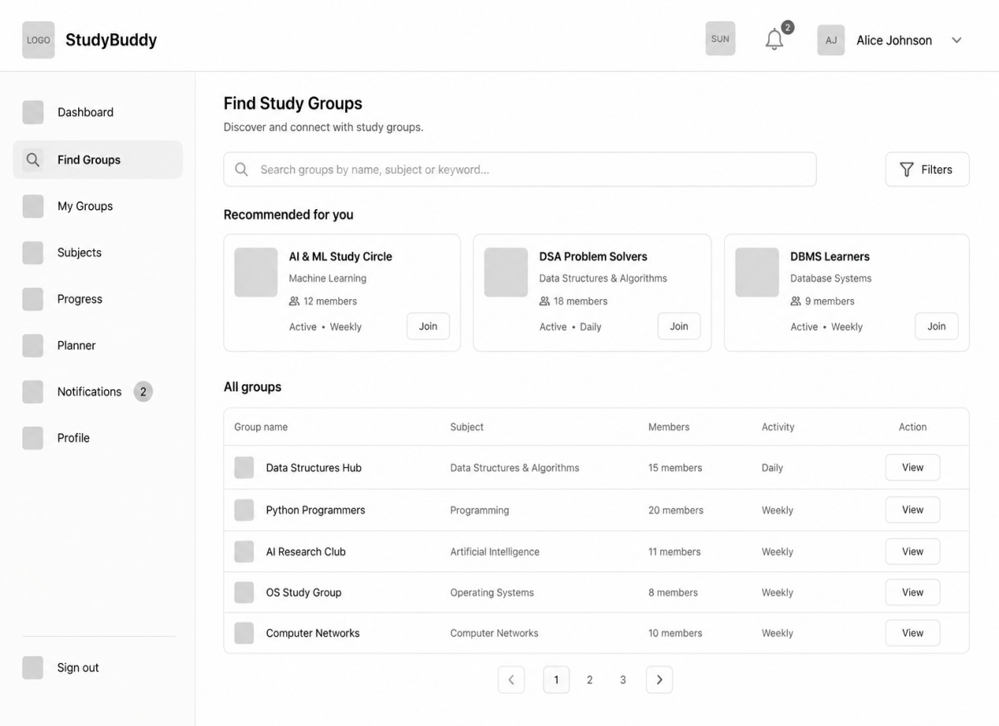 LOGO StudyBuddy SUN 2 AJ Alice Johnson
Dashboard
Find Groups
My Groups
Subjects
Progress
Planner
Notifications 2
Profile
Sign out
Find Study Groups
Discover and connect with study groups.
Search groups by name, subject or keyword...
Filters
Recommended for you
AI & ML Study Circle
Machine Learning
12 members
Active • Weekly Join
DSA Problem Solvers
Data Structures & Algorithms
18 members
Active • Daily Join
DBMS Learners
Database Systems
9 members
Active • Weekly Join
All groups
Group name Subject Members Activity Action
Data Structures Hub Data Structures & Algorithms 15 members Daily View
Python Programmers Programming 20 members Weekly View
AI Research Club Artificial Intelligence 11 members Weekly View
OS Study Group Operating Systems 8 members Weekly View
Computer Networks Computer Networks 10 members Weekly View
1 2 3